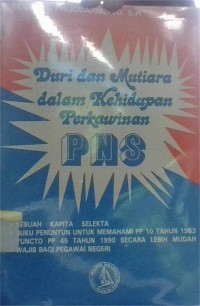 Duri dan Mutiara
dalam Kehidupan
Perkawinan
PNS
SEBUAH KAPITA SELEKTA
BUKU PENUNTUN UNTUK MEMAHAMI PP 10 TAHUN 1983
YUNCTO PP 45 TAHUN 1990 SECARA LEBIH MUDAH
WAJIB BAGI PEGAWAI NEGERI